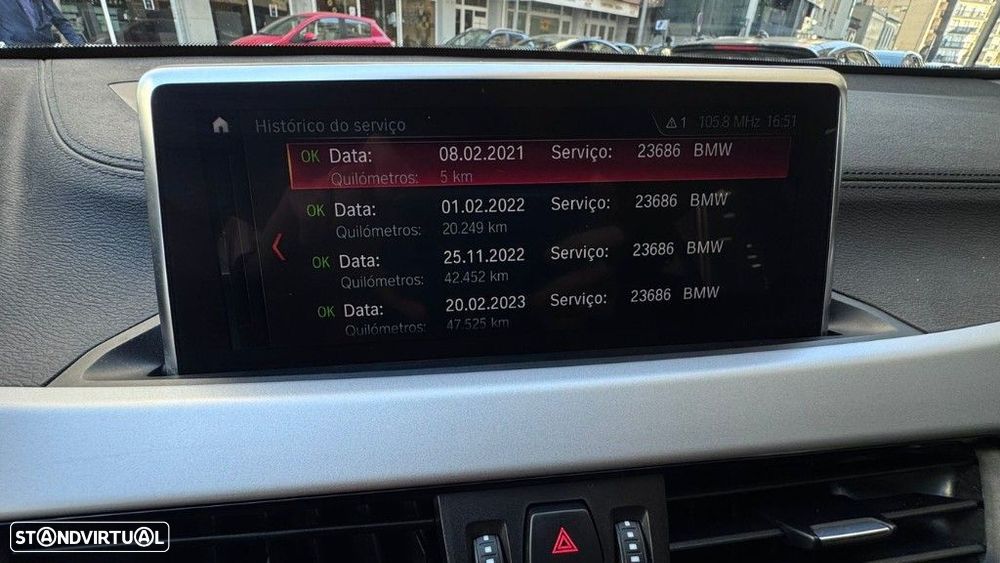 Histórico do serviço 1 105.8 MHz 16:51
OK Data: 08.02.2021 Serviço: 23686 BMW
Quilómetros: 5 km
OK Data: 01.02.2022 Serviço: 23686 BMW
Quilómetros: 20.249 km
OK Data: 25.11.2022 Serviço: 23686 BMW
Quilómetros: 42.452 km
OK Data: 20.02.2023 Serviço: 23686 BMW
Quilómetros: 47.525 km
STANDVIRTUAL